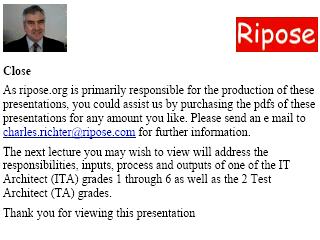 Ripose
Close
As ripose.org is primarily responsible for the production of these
presentations, you could assist us by purchasing the pdfs of these
presentations for any amount you like. Please send an e mail to
charles.richter@ripose.com for further information.
The next lecture you may wish to view will address the
responsibilities, inputs, process and outputs of one of the IT
Architect (ITA) grades 1 through 6 as well as the 2 Test
Architect (TA) grades.
Thank you for viewing this presentation